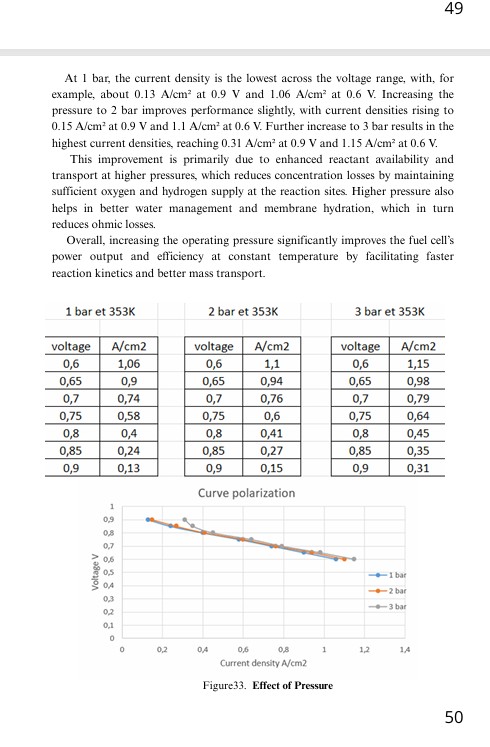 49
At 1 bar, the current density is the lowest across the voltage range, with, for
example, about 0.13 A/cm² at 0.9 V and 1.06 A/cm² at 0.6 V. Increasing the
pressure to 2 bar improves performance slightly, with current densities rising to
0.15 A/cm² at 0.9 V and 1.1 A/cm² at 0.6 V. Further increase to 3 bar results in the
highest current densities, reaching 0.31 A/cm² at 0.9 V and 1.15 A/cm² at 0.6 V.
This improvement is primarily due to enhanced reactant availability and
transport at higher pressures, which reduces concentration losses by maintaining
sufficient oxygen and hydrogen supply at the reaction sites. Higher pressure also
helps in better water management and membrane hydration, which in turn
reduces ohmic losses.
Overall, increasing the operating pressure significantly improves the fuel cell's
power output and efficiency at constant temperature by facilitating faster
reaction kinetics and better mass transport.
1 bar et 353K 2 bar et 353K 3 bar et 353K
voltage A/cm2 voltage A/cm2 voltage A/cm2
0,6 1,06 0,6 1,1 0,6 1,15
0,65 0,9 0,65 0,94 0,65 0,98
0,7 0,74 0,7 0,76 0,7 0,79
0,75 0,58 0,75 0,6 0,75 0,64
0,8 0,4 0,8 0,41 0,8 0,45
0,85 0,24 0,85 0,27 0,85 0,35
0,9 0,13 0,9 0,15 0,9 0,31
Curve polarization
1
0,9
0,8
0,7
0,6
0,5
0,4
0,3
0,2
0,1
0
Voltage V
1 bar
2 bar
3 bar
0 0,2 0,4 0,6 0,8 1 1,2 1,4
Current density A/cm2
Figure33. Effect of Pressure
50